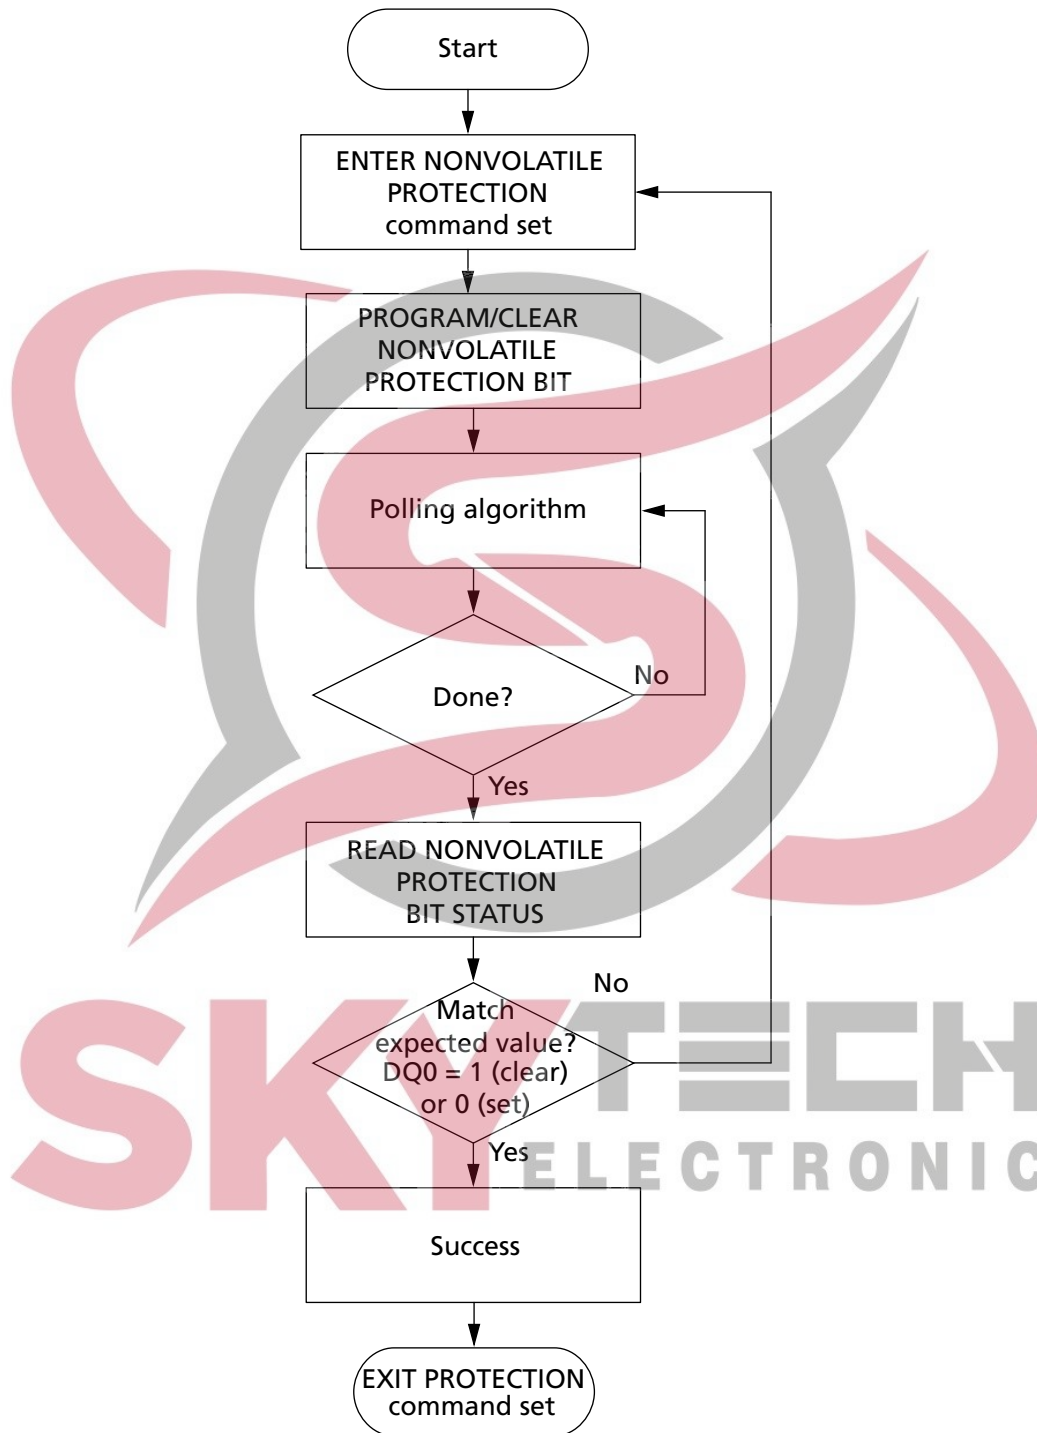 Start
ENTER NONVOLATILE
PROTECTION
command set
PROGRAM/CLEAR
NONVOLATILE
PROTECTION BIT
Polling algorithm
No
Done?
Yes
READ NONVOLATILE
PROTECTION
BIT STATUS
No
Match
expected value?
DQ0 = 1 (clear)
or 0 (set)
Yes
SKYTECH
ELECTRONIC
Success
EXIT PROTECTION
command set